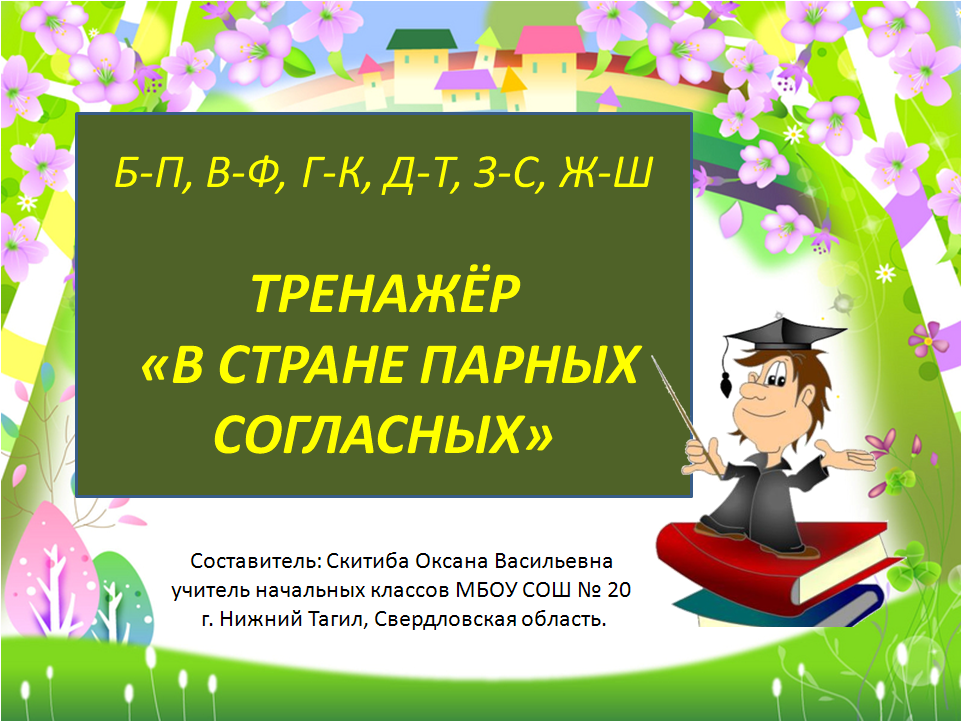 Б-П, В-Ф, Г-К, Д-Т, З-С, Ж-Ш
ТРЕНАЖЁР
«В СТРАНЕ ПАРНЫХ
СОГЛАСНЫХ»
Составитель: Скитиба Оксана Васильевна
учитель начальных классов МБОУ СОШ № 20
г. Нижний Тагил, Свердловская область.